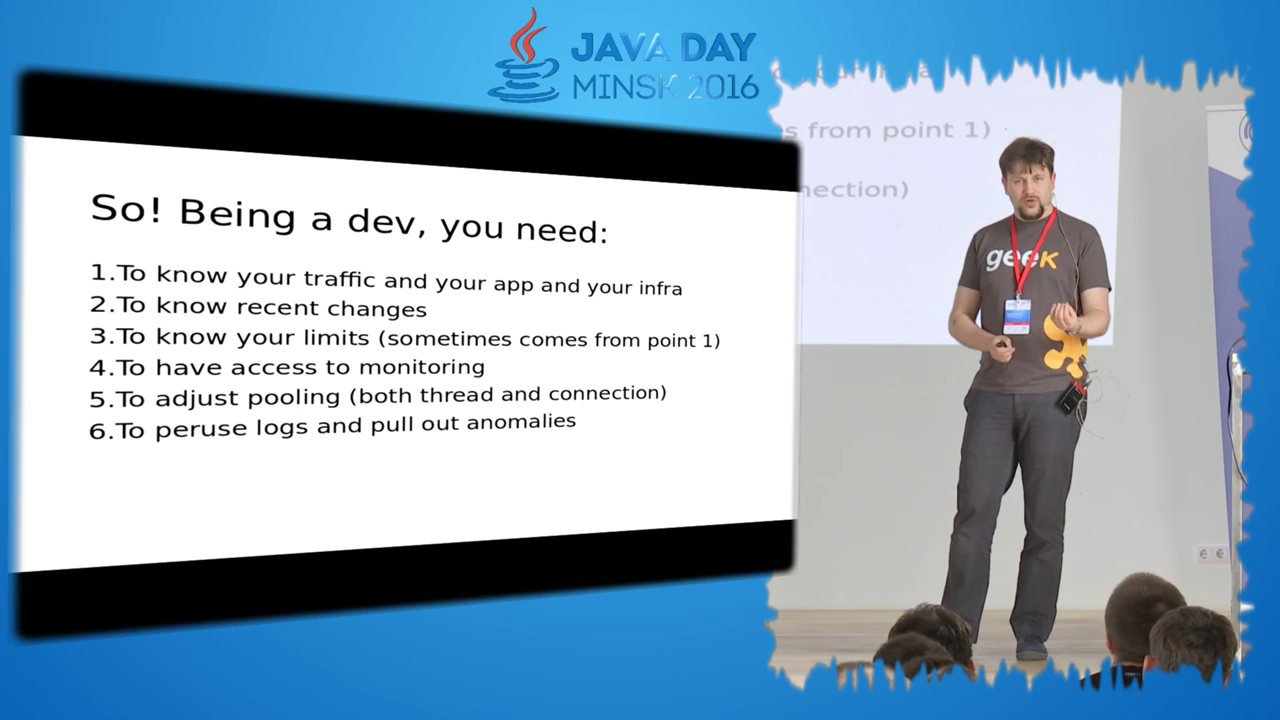 JAVA DAY
MINSK 2016
So! Being a dev, you need:
1.To know your traffic and your app and your infra
2.To know recent changes
3.To know your limits (sometimes comes from point 1)
4.To have access to monitoring
5.To adjust pooling (both thread and connection)
6.To peruse logs and pull out anomalies
from point 1)
geek